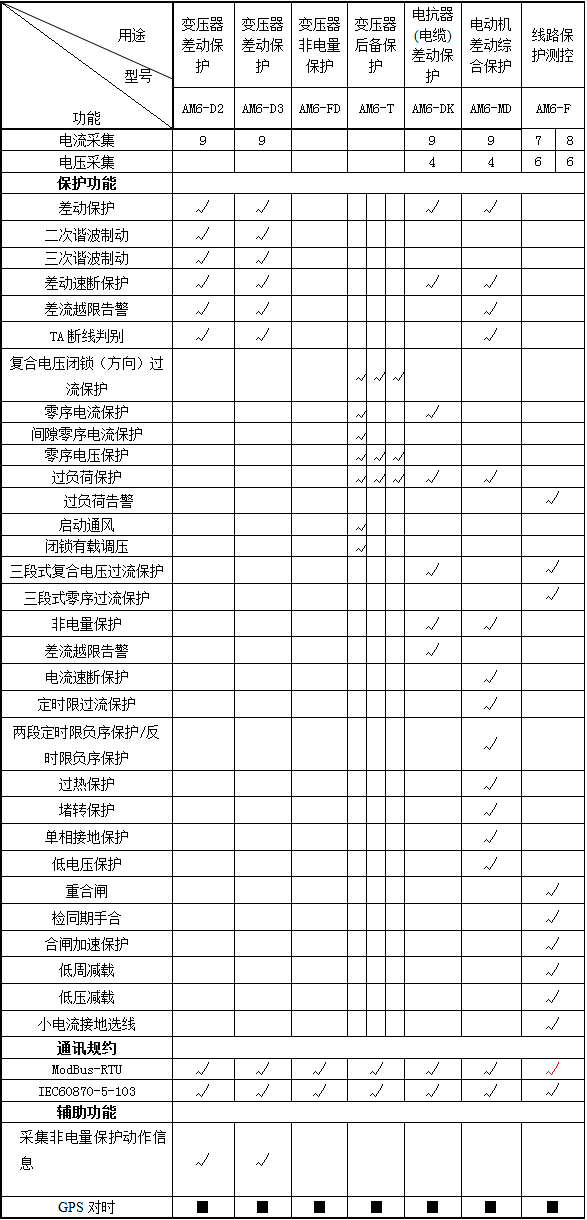 用途
型号
功能
变压器差动保护
变压器差动保护
变压器非电量保护
变压器后备保护
电抗器(电缆)差动保护
电动机差动综合保护
线路保护测控
AM6-D2 AM6-D3 AM6-FD AM6-T AM6-DK AM6-MD AM6-F
电流采集 9 9 9 9 7 8
电压采集 4 4 6 6
保护功能
差动保护 √ √ √ √
二次谐波制动 √ √
三次谐波制动 √ √
差动速断保护 √ √ √ √
差流越限告警 √ √ √
TA断线判别 √ √ √
复合电压闭锁（方向）过
流保护 √ √ √
零序电流保护 √ √
间隙零序电流保护 √
零序电压保护 √ √ √
过负荷保护 √ √ √ √ √
过负荷告警 √
启动通风 √
闭锁有载调压 √
三段式复合电压过流保护 √ √
三段式零序过流保护 √
非电量保护 √ √
差流越限告警 √
电流速断保护 √
定时限过流保护 √
两段定时限负序保护/反
时限负序保护 √
过热保护 √
堵转保护 √
单相接地保护 √
低电压保护 √
重合闸 √
检同期手合 √
合闸加速保护 √
低周减载 √
低压减载 √
小电流接地选线 √
通讯规约
ModBus-RTU √ √ √ √ √ √ √
IEC60870-5-103 √ √ √ √ √ √ √
辅助功能
采集非电量保护动作信
息 √ √
GPS 对时 ■ ■ ■ ■ ■ ■ ■